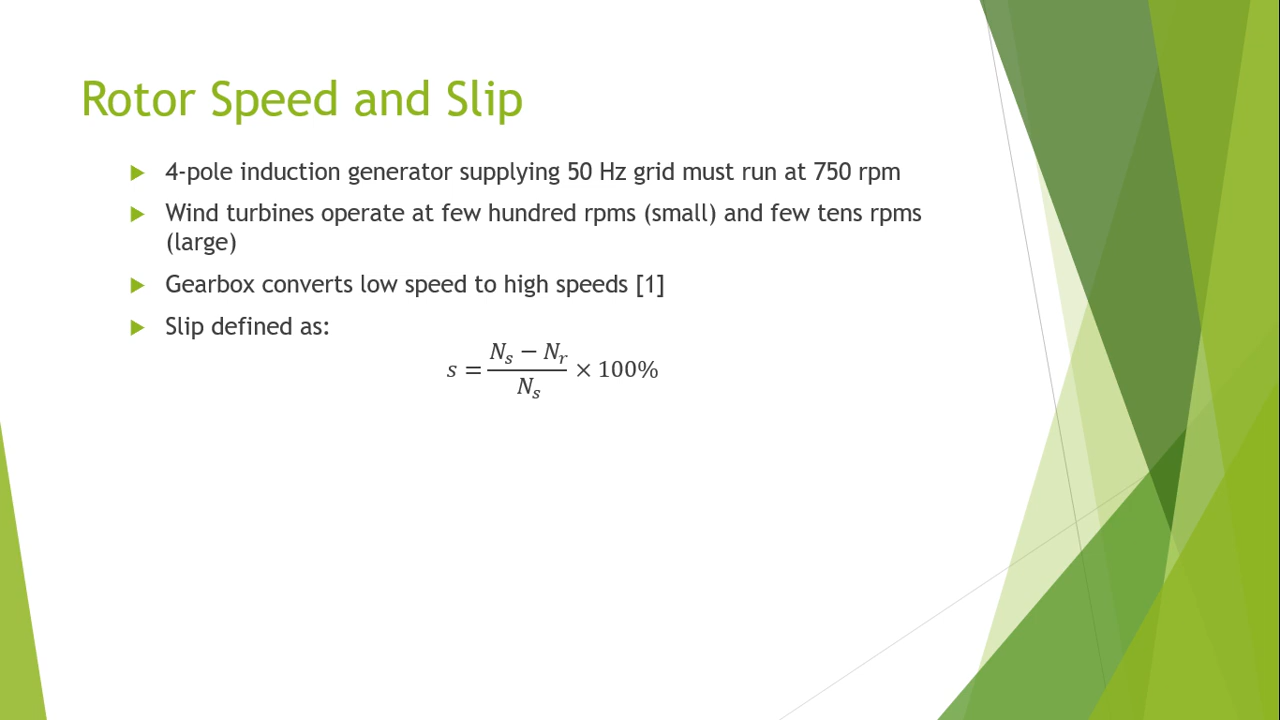 Rotor Speed and Slip
4-pole induction generator supplying 50 Hz grid must run at 750 rpm
Wind turbines operate at few hundred rpms (small) and few tens rpms
(large)
Gearbox converts low speed to high speeds [1]
Slip defined as:
s = (N_s − N_r) / N_s × 100%